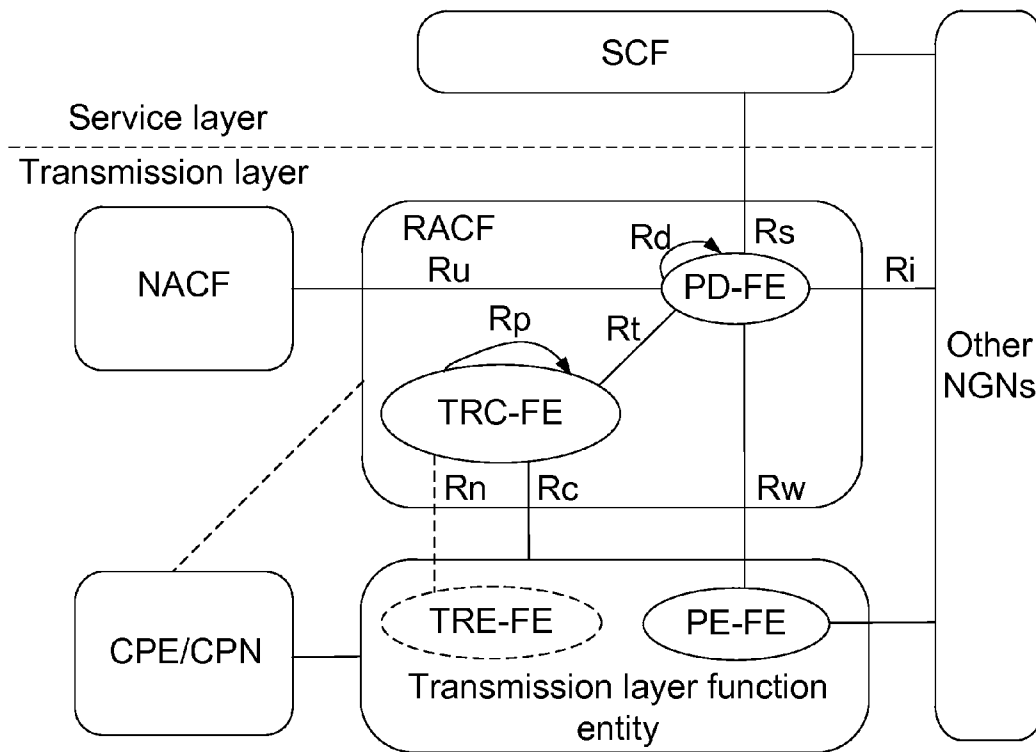 SCF
Service layer
Transmission layer
RACF
Rd
Rs
NACF
Ru
PD-FE
Ri
Rp
Rt
Other
NGNs
TRC-FE
Rn
Rc
Rw
CPE/CPN
TRE-FE
PE-FE
Transmission layer function
entity